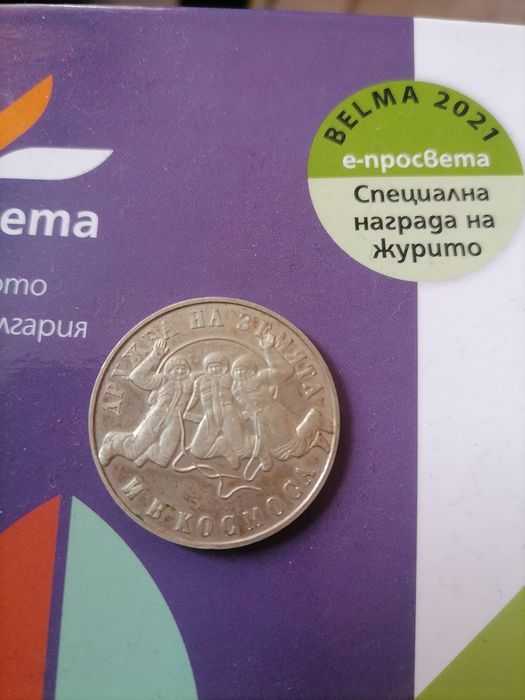 BELMA 2021
е-просвета
Специална
награда на
журито
ета
ото
лгария
ДРУЖБА НА ЗЕМЯТА
И В КОСМОСА